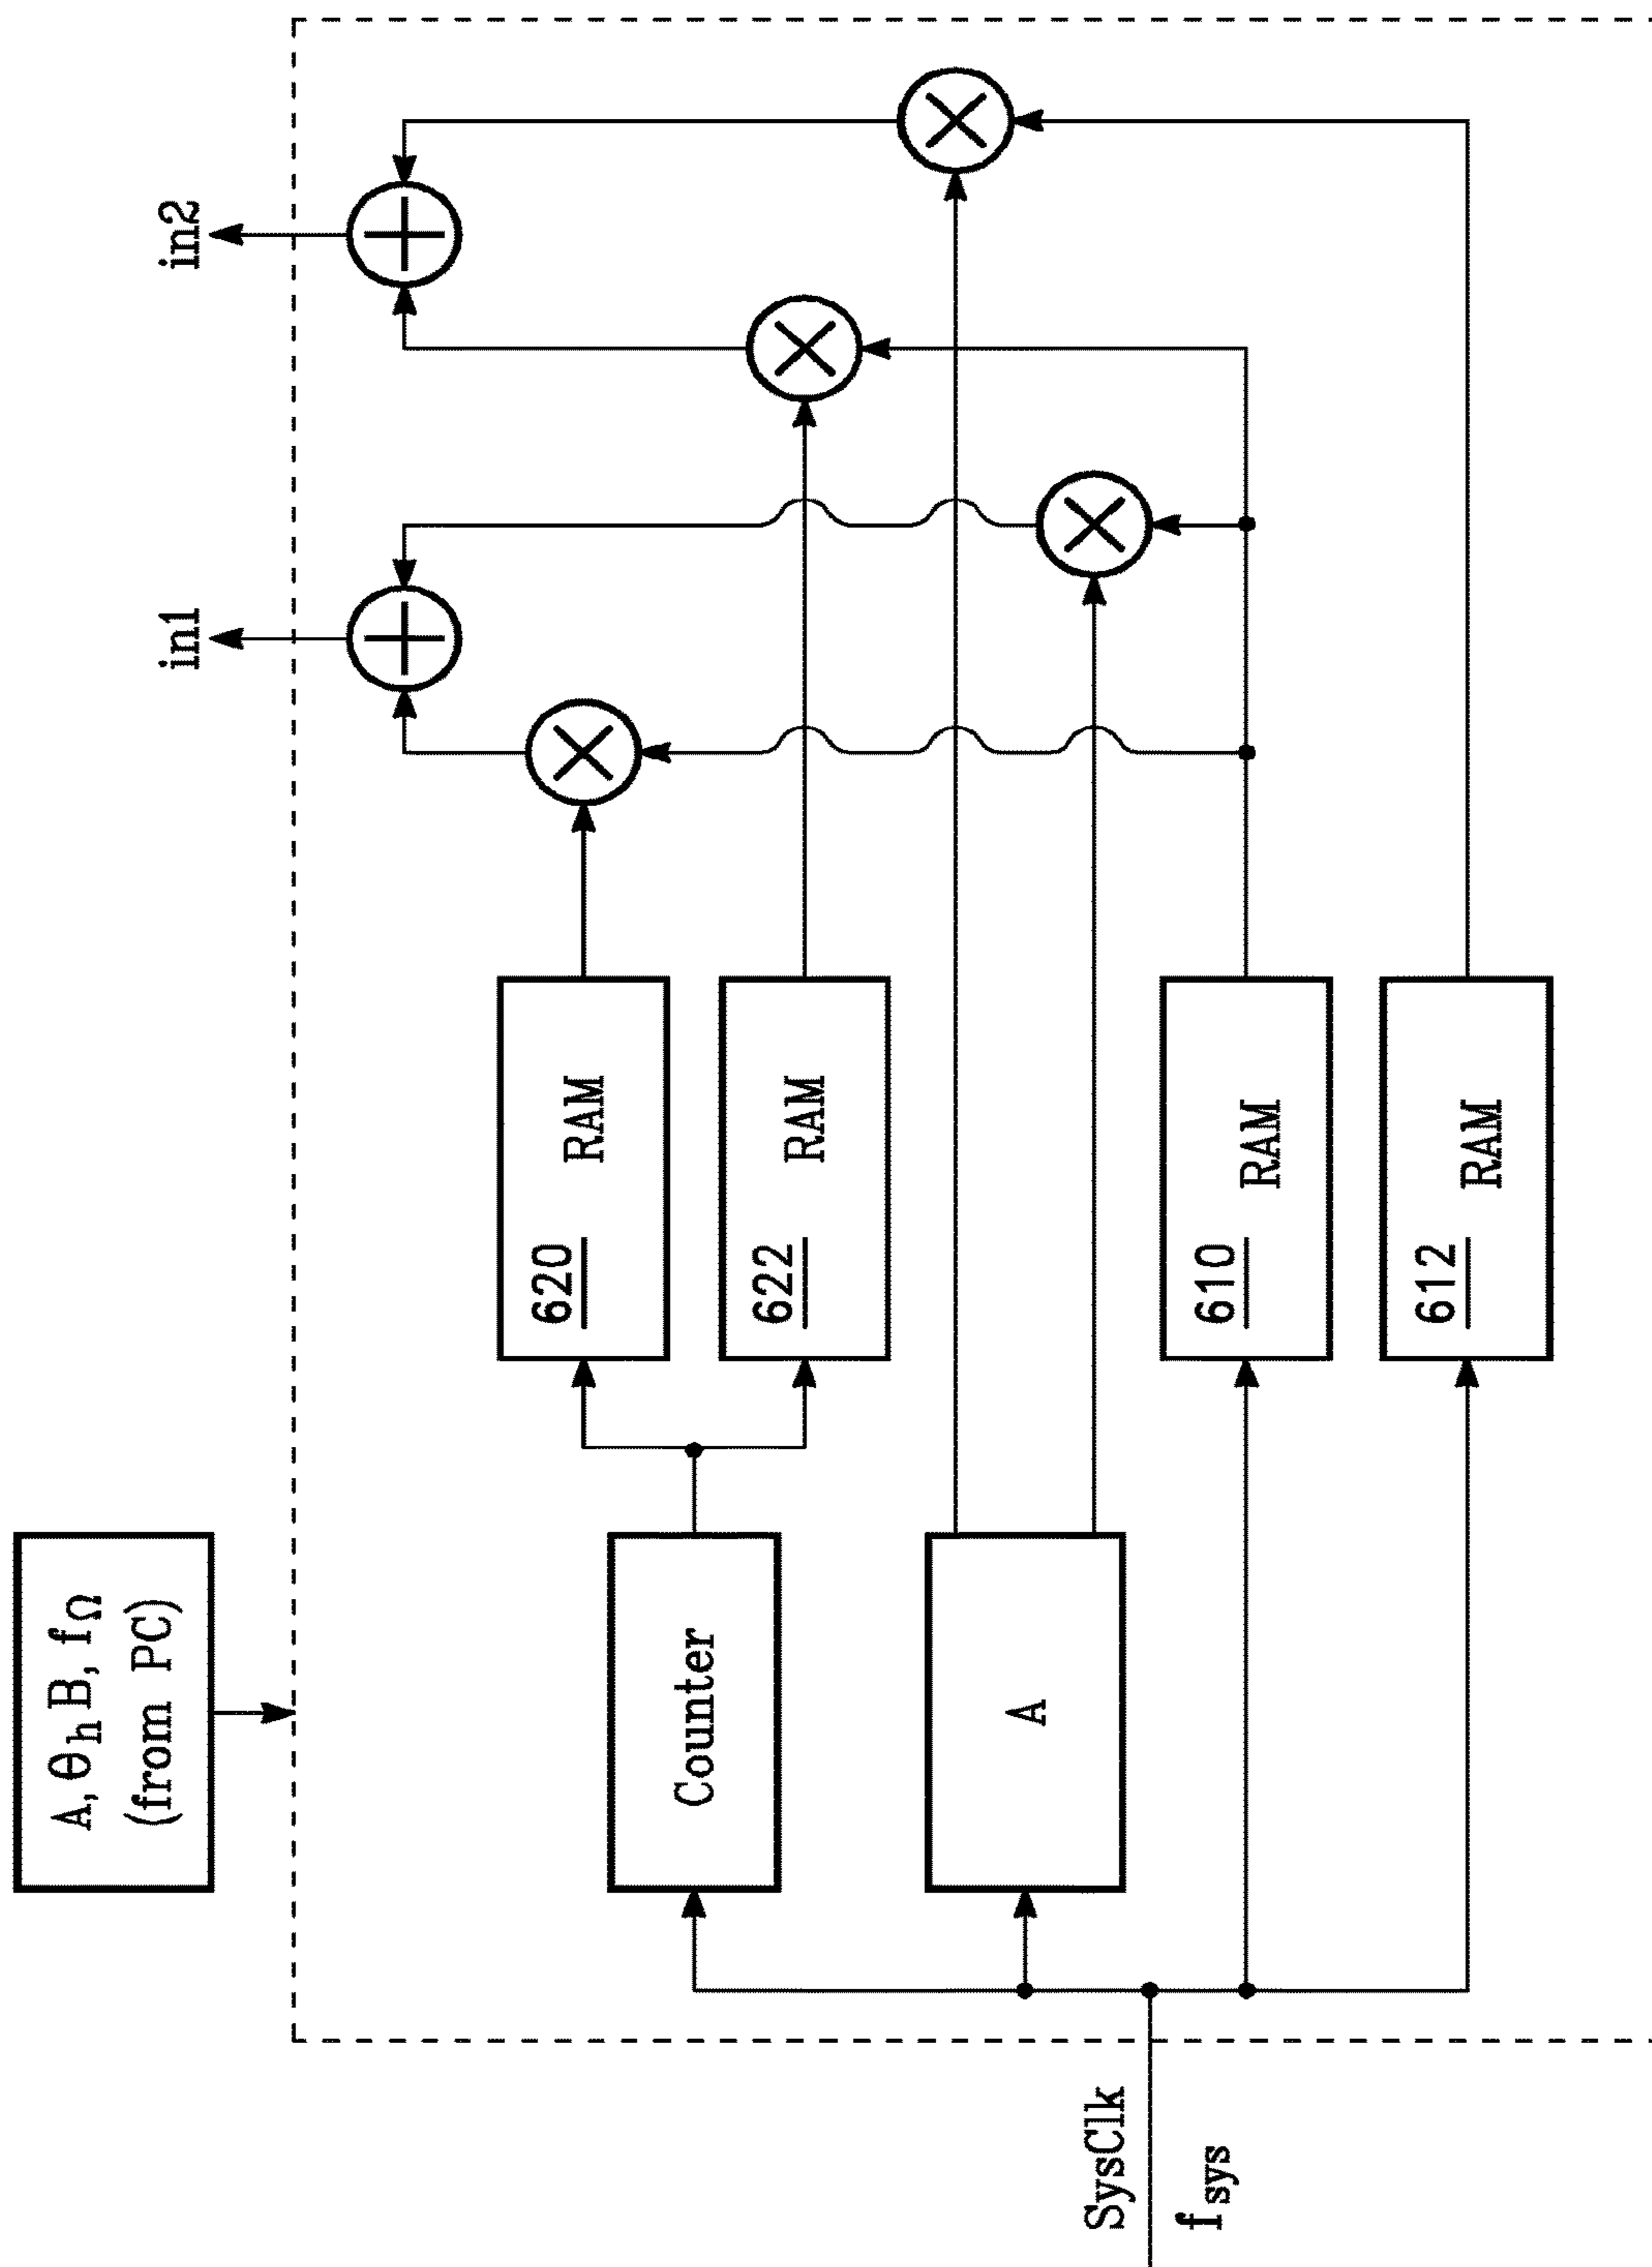 A, θh B, fΩ
(from PC)
in1
in2
Counter
A
620
RAM
622
RAM
610
RAM
612
RAM
SysClk
fsys